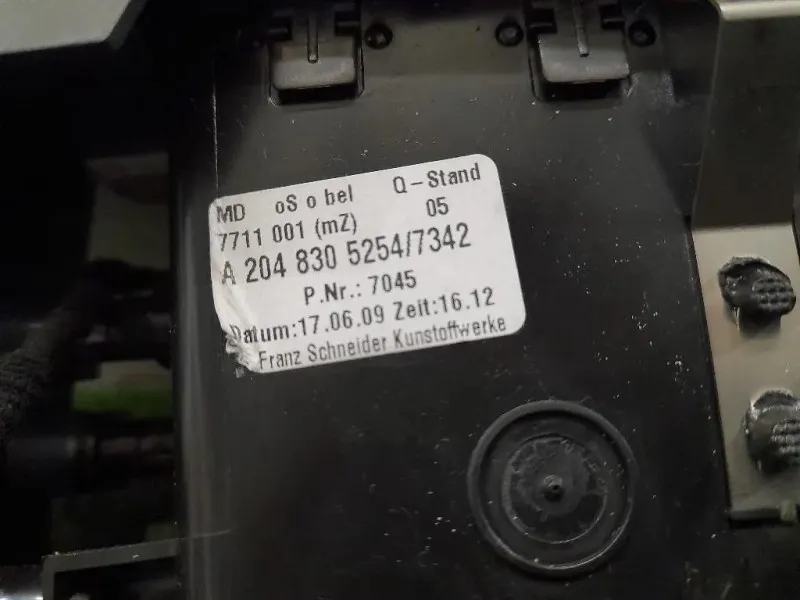 MD oS o bel Q-Stand
7711 001 (mZ) 05
A 204 830 5254/7342
P.Nr.: 7045
Datum:17.06.09 Zeit:16.12
Franz Schneider Kunstoffwerke